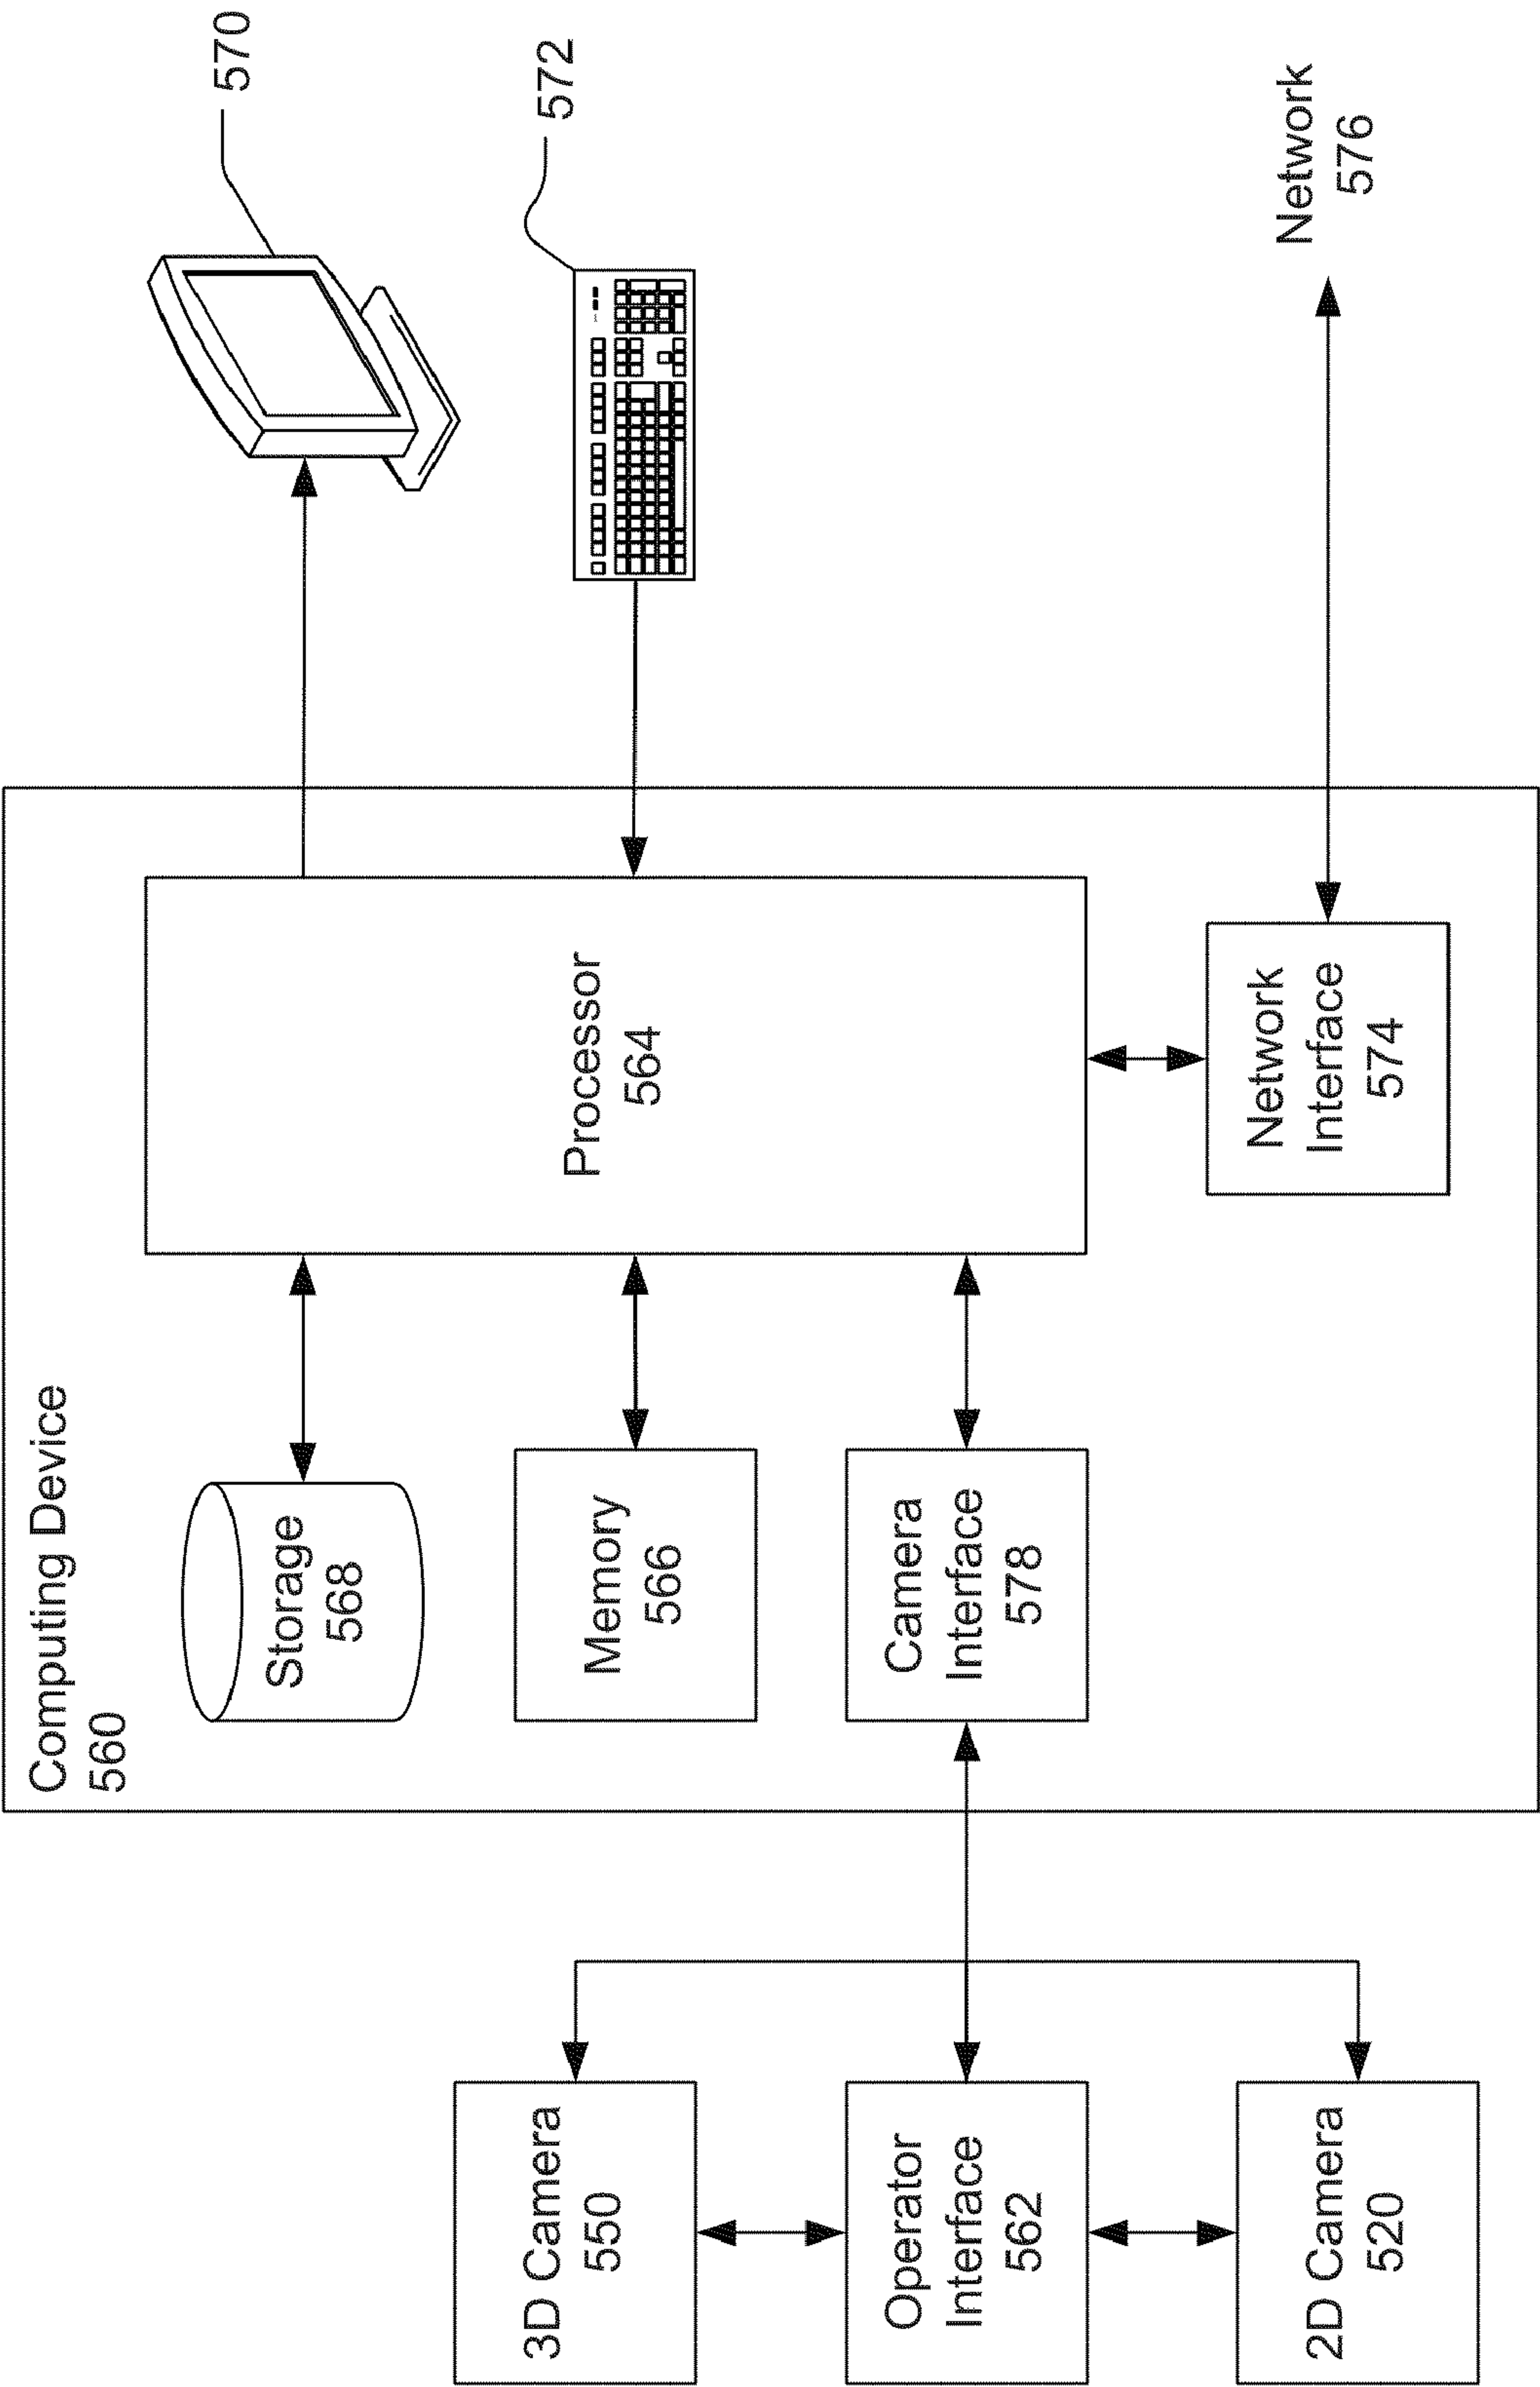 Computing Device
560
3D Camera
550
Operator
Interface
562
2D Camera
520
Storage
568
Memory
566
Camera
Interface
578
Processor
564
Network
Interface
574
570
572
Network
576